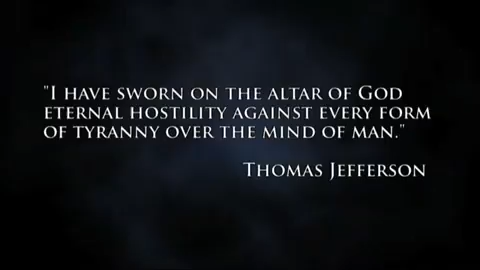 "I have sworn on the altar of God
eternal hostility against every form
of tyranny over the mind of man."
Thomas Jefferson